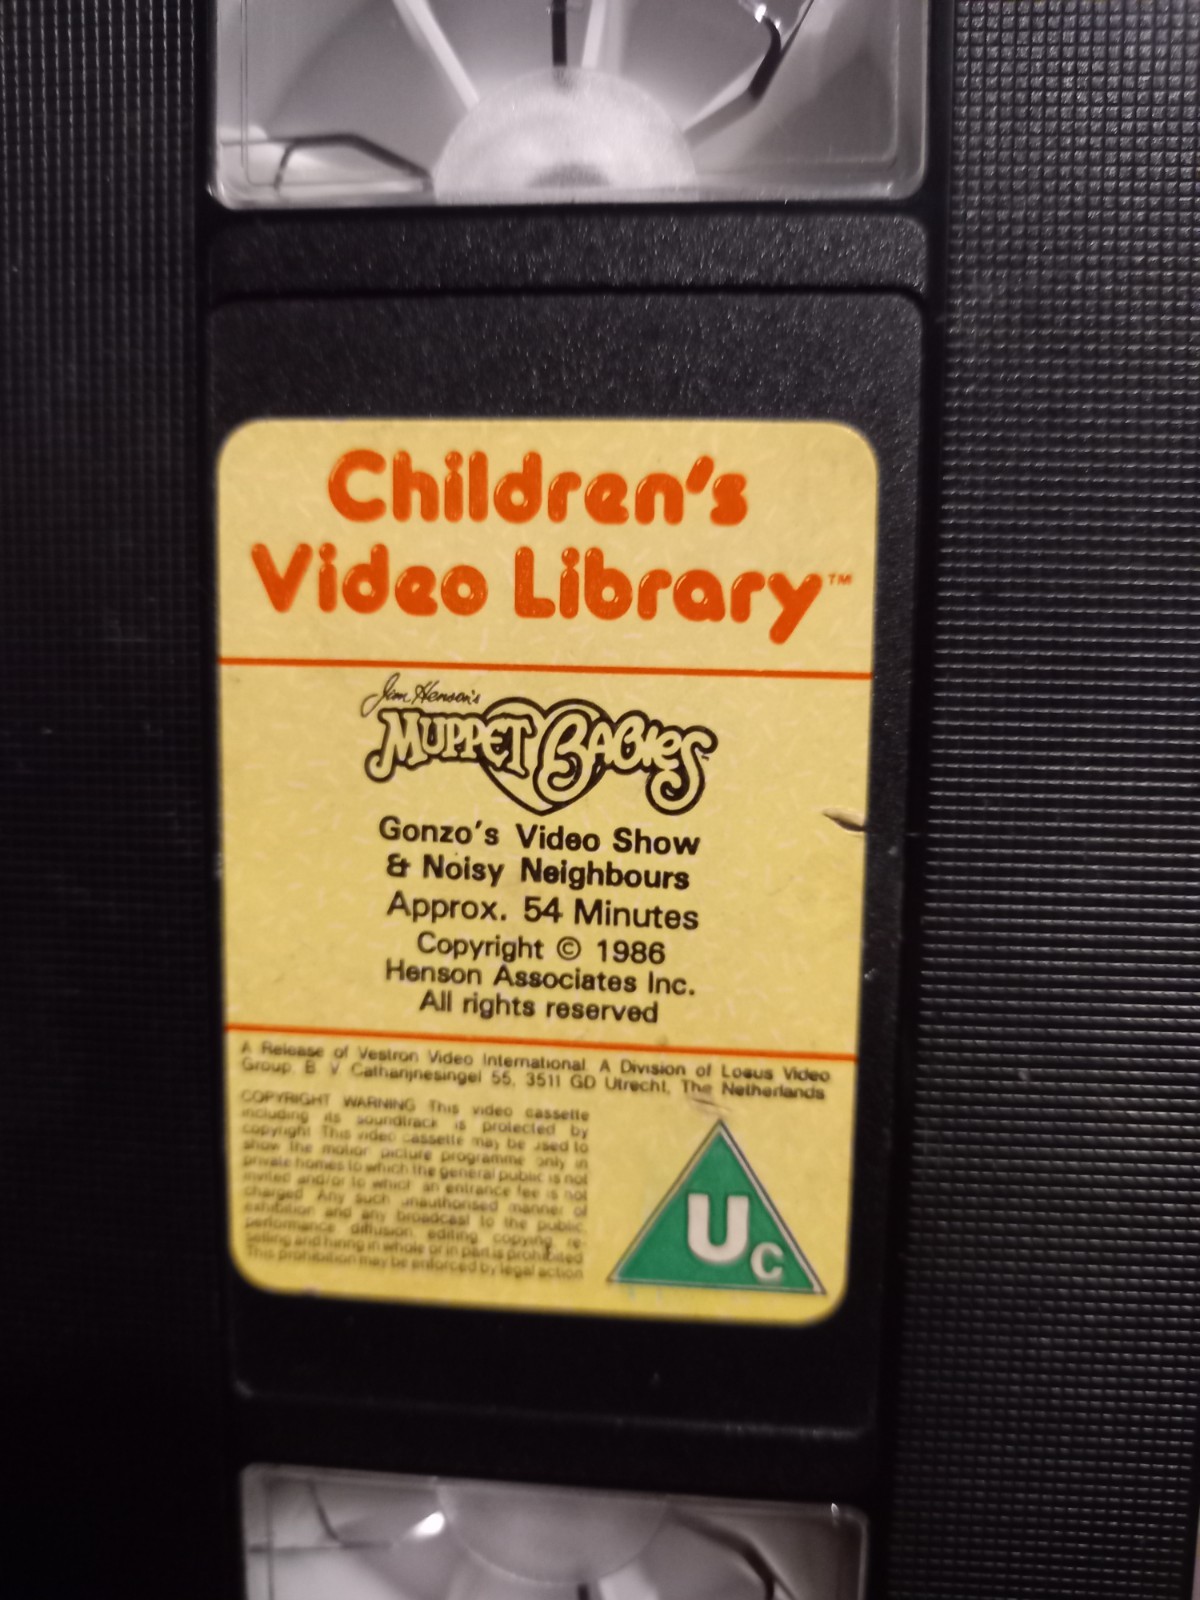 Children's
Video Library™
Jim Henson's
MUPPET BABIES
Gonzo's Video Show
& Noisy Neighbours
Approx. 54 Minutes
Copyright © 1986
Henson Associates Inc.
All rights reserved
A Release of Vestron Video International A Division of Loeus Video
Group B V Catharijnesingel 55, 3511 GD Utrecht, The Netherlands
COPYRIGHT WARNING This video cassette
including its soundtrack is protected by
copyright This video cassette may be used to
show the motion picture programme only in
private homes to which the general public is not
invited and/or to which an entrance fee is not
charged Any such unauthorised manner of
exhibition and any broadcast to the public,
performance, diffusion, editing copying, re-
selling and hiring in whole or in part is prohibited
This prohibition may be enforced by legal action
Uc